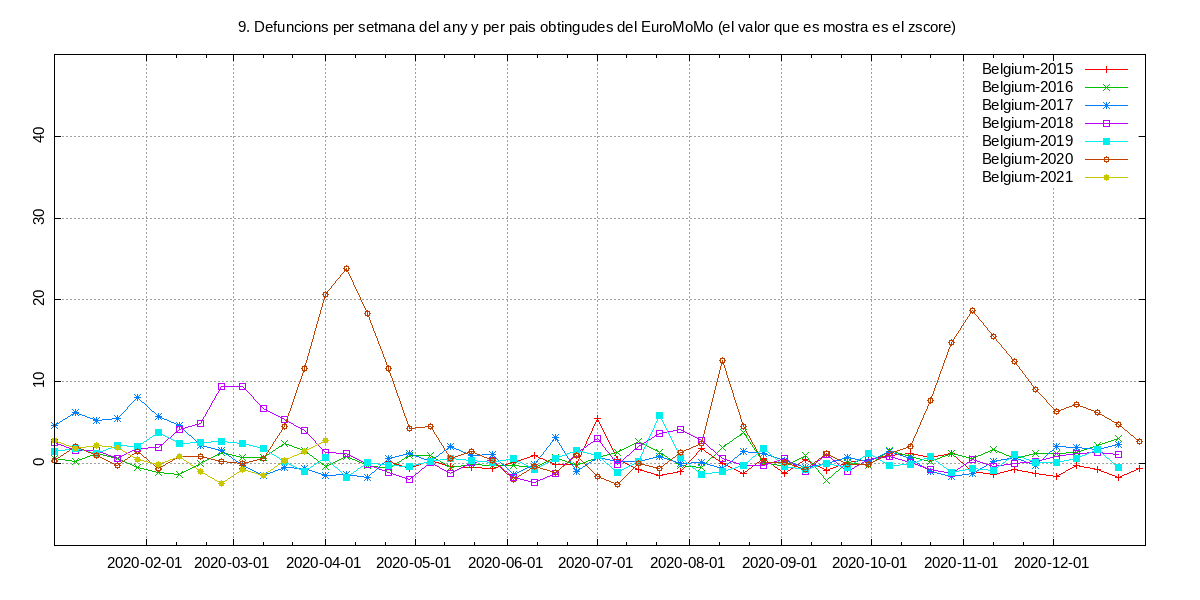 9. Defuncions per setmana del any y per pais obtingudes del EuroMoMo (el valor que es mostra es el zscore)
Belgium-2015
Belgium-2016
Belgium-2017
Belgium-2018
Belgium-2019
Belgium-2020
Belgium-2021
40
30
20
10
0
2020-02-01 2020-03-01 2020-04-01 2020-05-01 2020-06-01 2020-07-01 2020-08-01 2020-09-01 2020-10-01 2020-11-01 2020-12-01